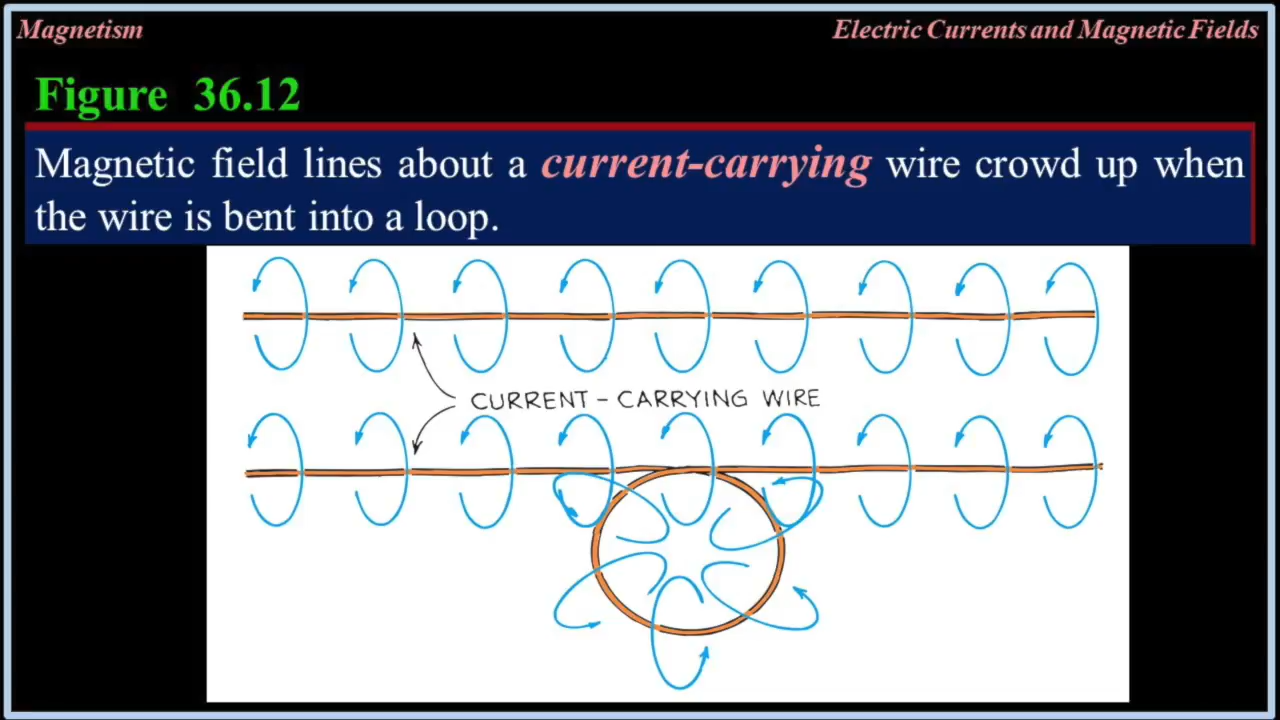 Magnetism
Electric Currents and Magnetic Fields
Figure 36.12
Magnetic field lines about a current-carrying wire crowd up when
the wire is bent into a loop.
CURRENT - CARRYING WIRE